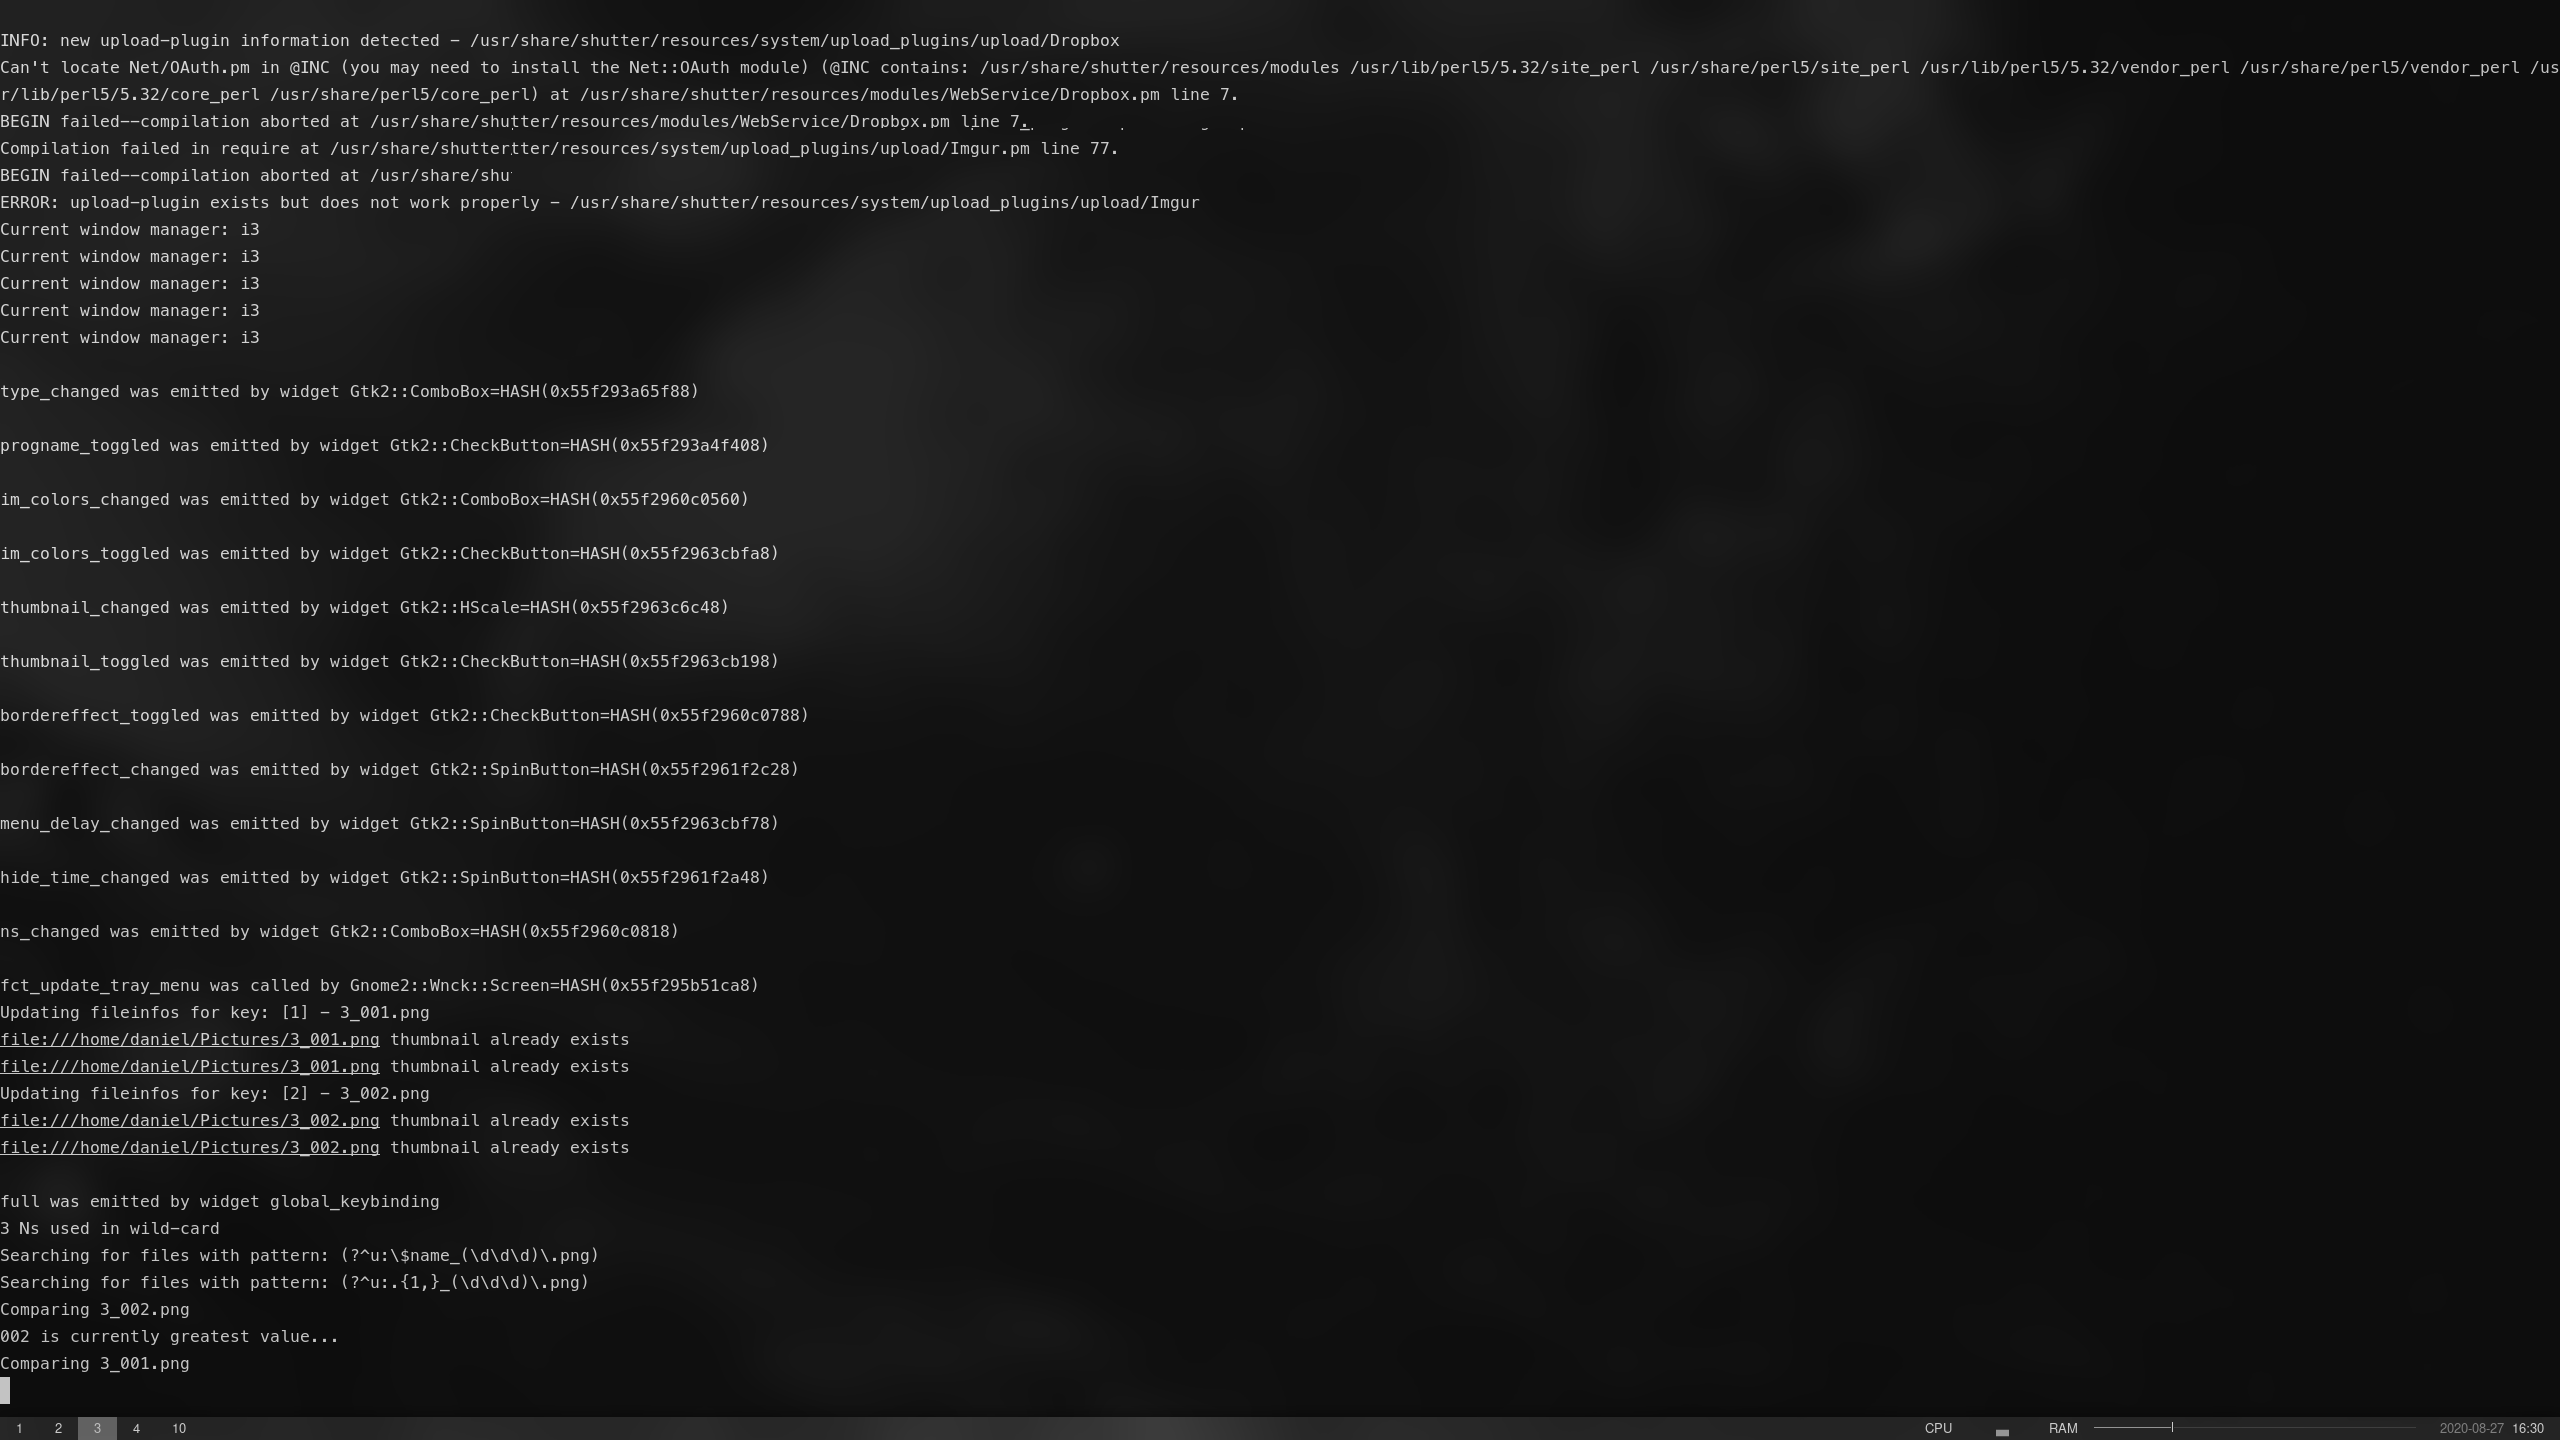 INFO: new upload-plugin information detected - /usr/share/shutter/resources/system/upload_plugins/upload/Dropbox
Can't locate Net/OAuth.pm in @INC (you may need to install the Net::OAuth module) (@INC contains: /usr/share/shutter/resources/modules /usr/lib/perl5/5.32/site_perl /usr/share/perl5/site_perl /usr/lib/perl5/5.32/vendor_perl /usr/share/perl5/vendor_perl /us
r/lib/perl5/5.32/core_perl /usr/share/perl5/core_perl) at /usr/share/shutter/resources/modules/WebService/Dropbox.pm line 7.
BEGIN failed--compilation aborted at /usr/share/shutter/resources/modules/WebService/Dropbox.pm line 7.
Compilation failed in require at /usr/share/shuttertter/resources/system/upload_plugins/upload/Imgur.pm line 77.
BEGIN failed--compilation aborted at /usr/share/shu
ERROR: upload-plugin exists but does not work properly - /usr/share/shutter/resources/system/upload_plugins/upload/Imgur
Current window manager: i3
Current window manager: i3
Current window manager: i3
Current window manager: i3
Current window manager: i3
type_changed was emitted by widget Gtk2::ComboBox=HASH(0x55f293a65f88)
progname_toggled was emitted by widget Gtk2::CheckButton=HASH(0x55f293a4f408)
im_colors_changed was emitted by widget Gtk2::ComboBox=HASH(0x55f2960c0560)
im_colors_toggled was emitted by widget Gtk2::CheckButton=HASH(0x55f2963cbfa8)
thumbnail_changed was emitted by widget Gtk2::HScale=HASH(0x55f2963c6c48)
thumbnail_toggled was emitted by widget Gtk2::CheckButton=HASH(0x55f2963cb198)
bordereffect_toggled was emitted by widget Gtk2::CheckButton=HASH(0x55f2960c0788)
bordereffect_changed was emitted by widget Gtk2::SpinButton=HASH(0x55f2961f2c28)
menu_delay_changed was emitted by widget Gtk2::SpinButton=HASH(0x55f2963cbf78)
hide_time_changed was emitted by widget Gtk2::SpinButton=HASH(0x55f2961f2a48)
ns_changed was emitted by widget Gtk2::ComboBox=HASH(0x55f2960c0818)
fct_update_tray_menu was called by Gnome2::Wnck::Screen=HASH(0x55f295b51ca8)
Updating fileinfos for key: [1] - 3_001.png
file:///home/daniel/Pictures/3_001.png thumbnail already exists
file:///home/daniel/Pictures/3_001.png thumbnail already exists
Updating fileinfos for key: [2] - 3_002.png
file:///home/daniel/Pictures/3_002.png thumbnail already exists
file:///home/daniel/Pictures/3_002.png thumbnail already exists
full was emitted by widget global_keybinding
3 Ns used in wild-card
Searching for files with pattern: (?^u:\$name_(\d\d\d)\.png)
Searching for files with pattern: (?^u:.{1,}_(\d\d\d)\.png)
Comparing 3_002.png
002 is currently greatest value...
Comparing 3_001.png
1 2 3 4 10 CPU RAM 2020-08-27 16:30